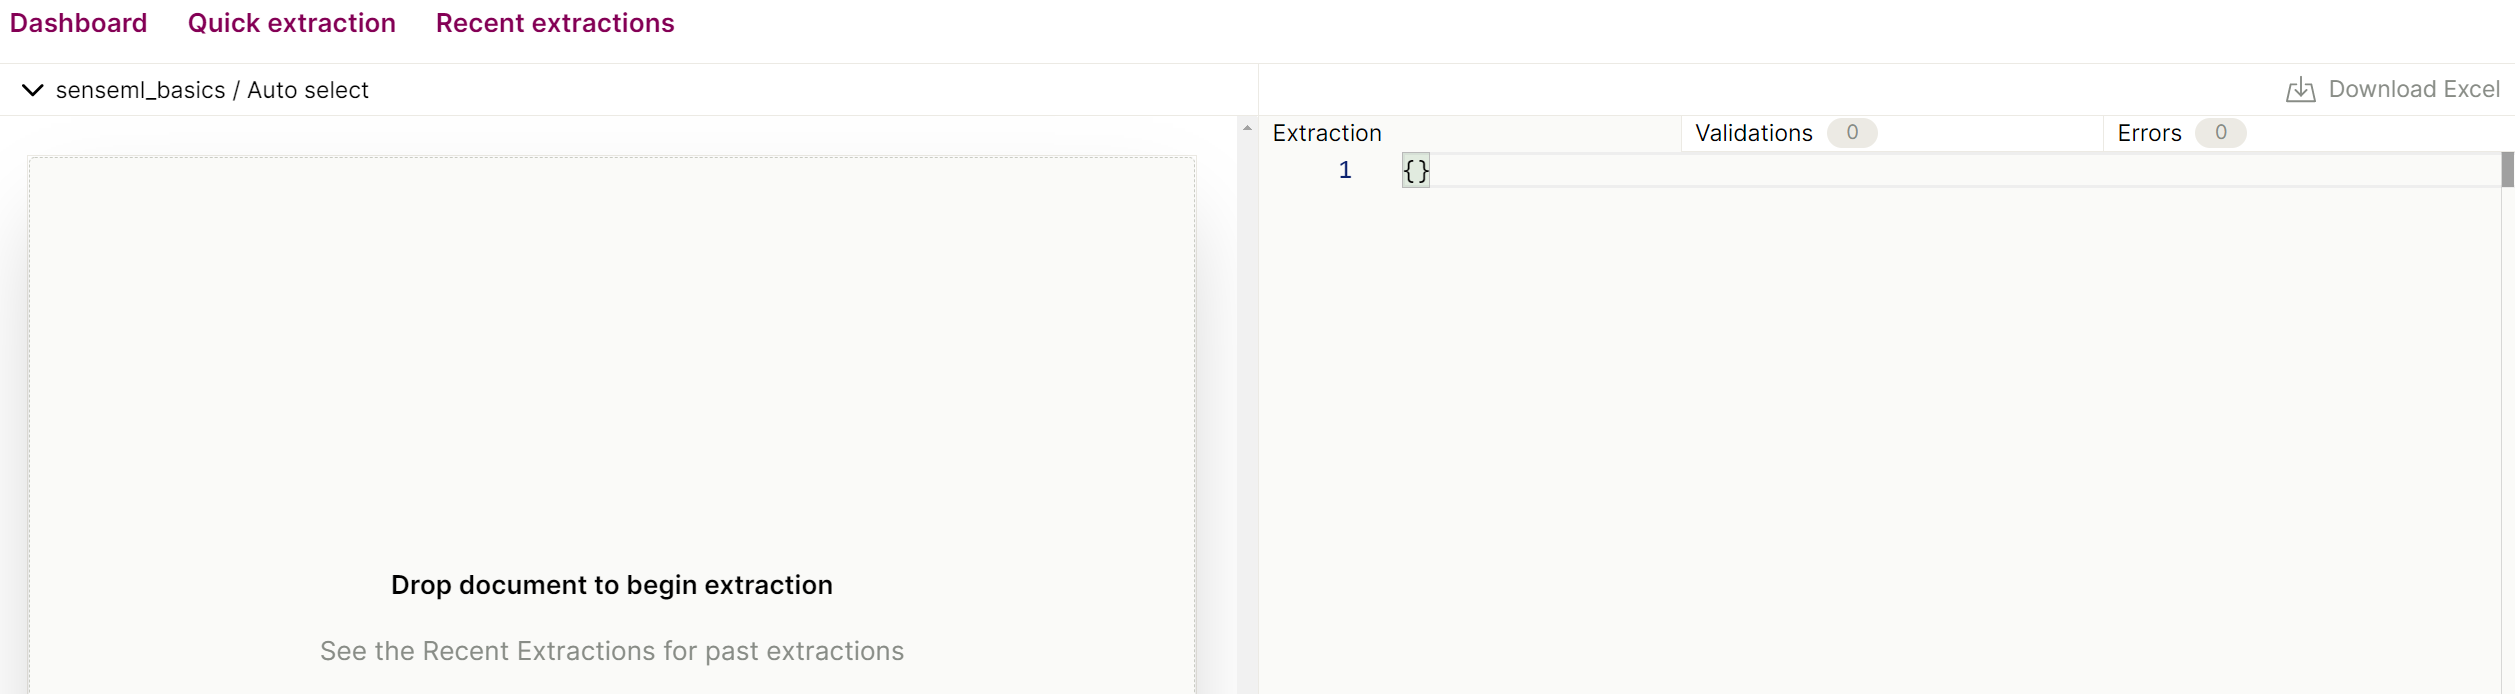 Dashboard Quick extraction Recent extractions
senseml_basics / Auto select
Download Excel
Extraction
Validations 0
Errors 0
1 {}
Drop document to begin extraction
See the Recent Extractions for past extractions